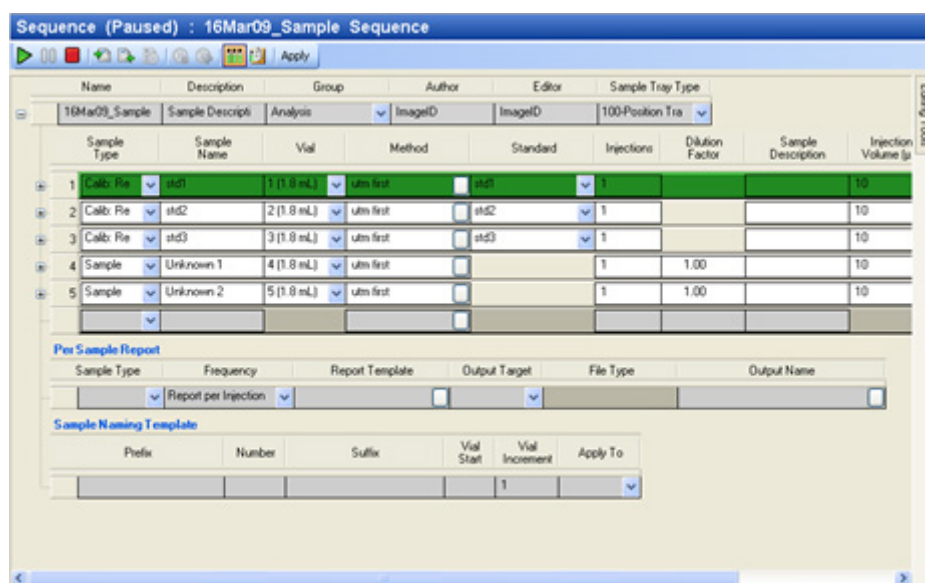 Sequence (Paused) : 16Mar09_Sample Sequence
Apply
Name Description Group Author Editor Sample Tray Type
16Mar09_Sample Sample Descripti Analysis ImageID ImageID 100-Position Tra
Sample Type Sample Name Vial Method Standard Injections Dilution Factor Sample Description Injection Volume (µ
1 Calib: Re std1 1 (1.8 mL) utm first std1 1 10
2 Calib: Re std2 2 (1.8 mL) utm first std2 1 10
3 Calib: Re std3 3 (1.8 mL) utm first std3 1 10
4 Sample Unknown 1 4 (1.8 mL) utm first 1 1.00 10
5 Sample Unknown 2 5 (1.8 mL) utm first 1 1.00 10
Per Sample Report
Sample Type Frequency Report Template Output Target File Type Output Name
Report per Injection
Sample Naming Template
Prefix Number Suffix Vial Start Vial Increment Apply To
1